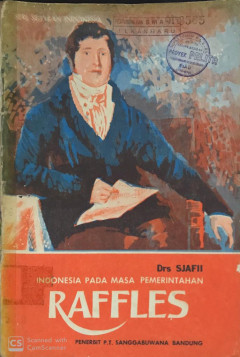 Drs SJAFII
INDONESIA PADA MASA PEMERINTAHAN
RAFFLES
PENERBIT P.T. SANGGABUWANA BANDUNG
CS Scanned with
CamScanner